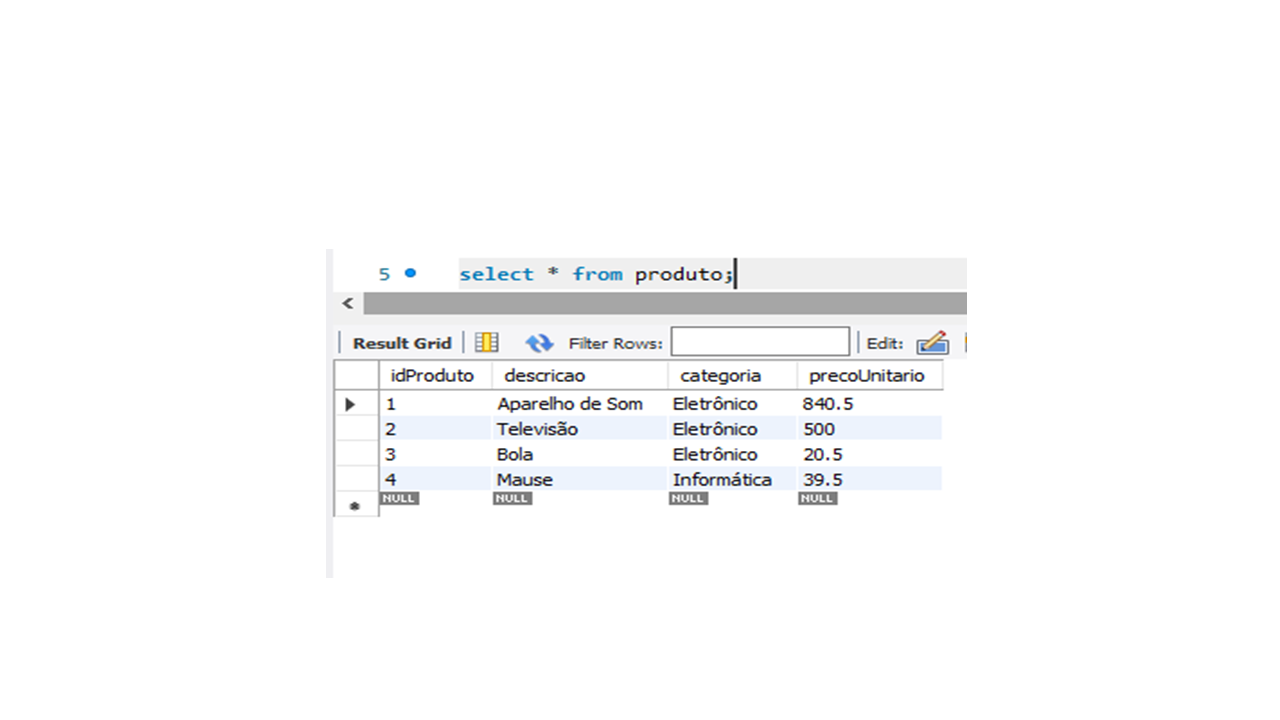 5 select * from produto;
Result Grid Filter Rows: Edit:
idProduto descricao categoria precoUnitario
1 Aparelho de Som Eletrônico 840.5
2 Televisão Eletrônico 500
3 Bola Eletrônico 20.5
4 Mause Informática 39.5
NULL NULL NULL NULL